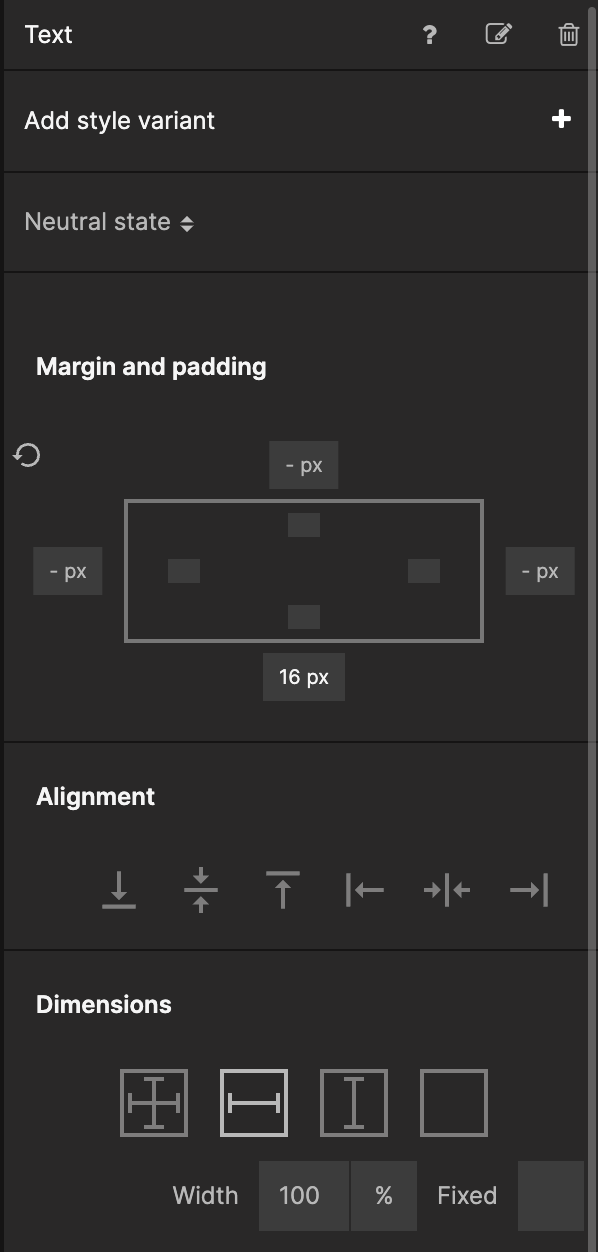 Text ?
Add style variant
Neutral state
Margin and padding
- px
- px - px
16 px
Alignment
Dimensions
Width 100 % Fixed